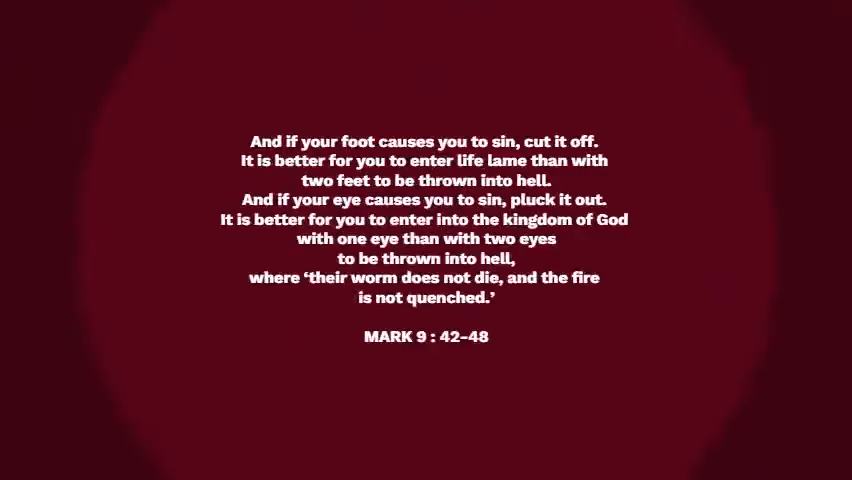 And if your foot causes you to sin, cut it off.
It is better for you to enter life lame than with
two feet to be thrown into hell.
And if your eye causes you to sin, pluck it out.
It is better for you to enter into the kingdom of God
with one eye than with two eyes
to be thrown into hell,
where ‘their worm does not die, and the fire
is not quenched.’
MARK 9 : 42-48